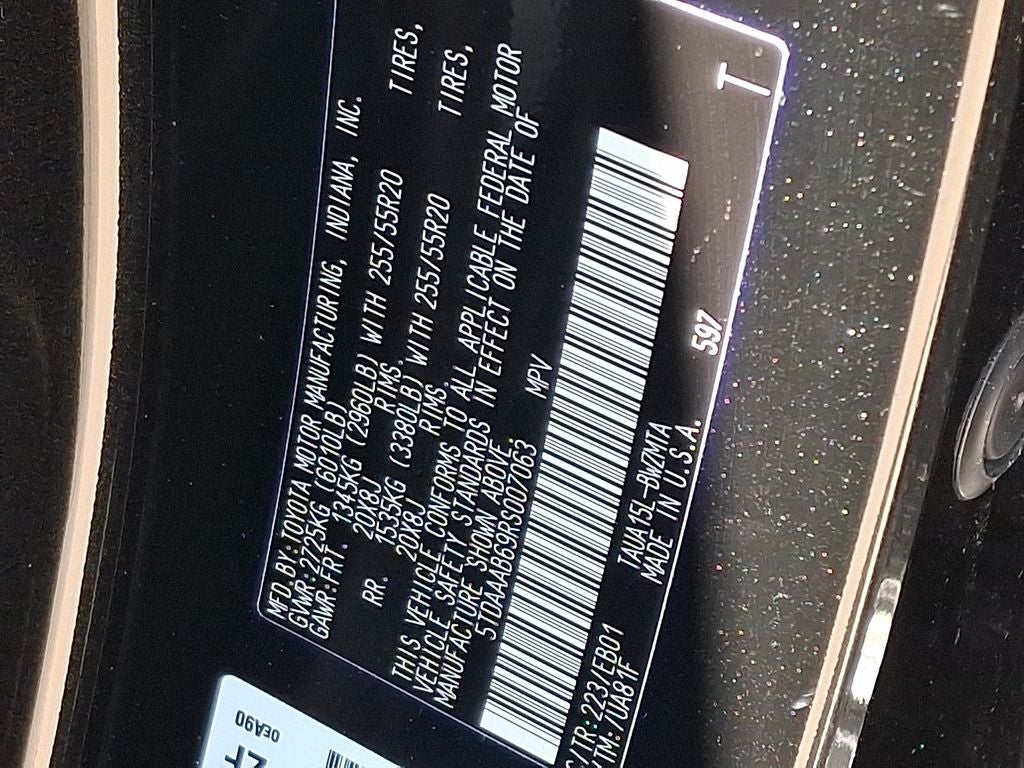 MFD. BY: TOYOTA MOTOR MANUFACTURING, INDIANA, INC.
GVWR: 2725KG (6010LB)
GAWR: FRT. 1345KG (2960LB) WITH 255/55R20 TIRES,
20X8J RIMS.
RR. 1535KG (3380LB) WITH 255/55R20 TIRES,
20X8J RIMS.
THIS VEHICLE CONFORMS TO ALL APPLICABLE FEDERAL MOTOR
VEHICLE SAFETY STANDARDS IN EFFECT ON THE DATE OF
MANUFACTURE SHOWN ABOVE.
5TDAAAB69RS007063 MPV
C/TR: 223/EB01 TAUA15L-BWZMTA
/TM: /UA81F MADE IN U.S.A. 597
T
0EA90